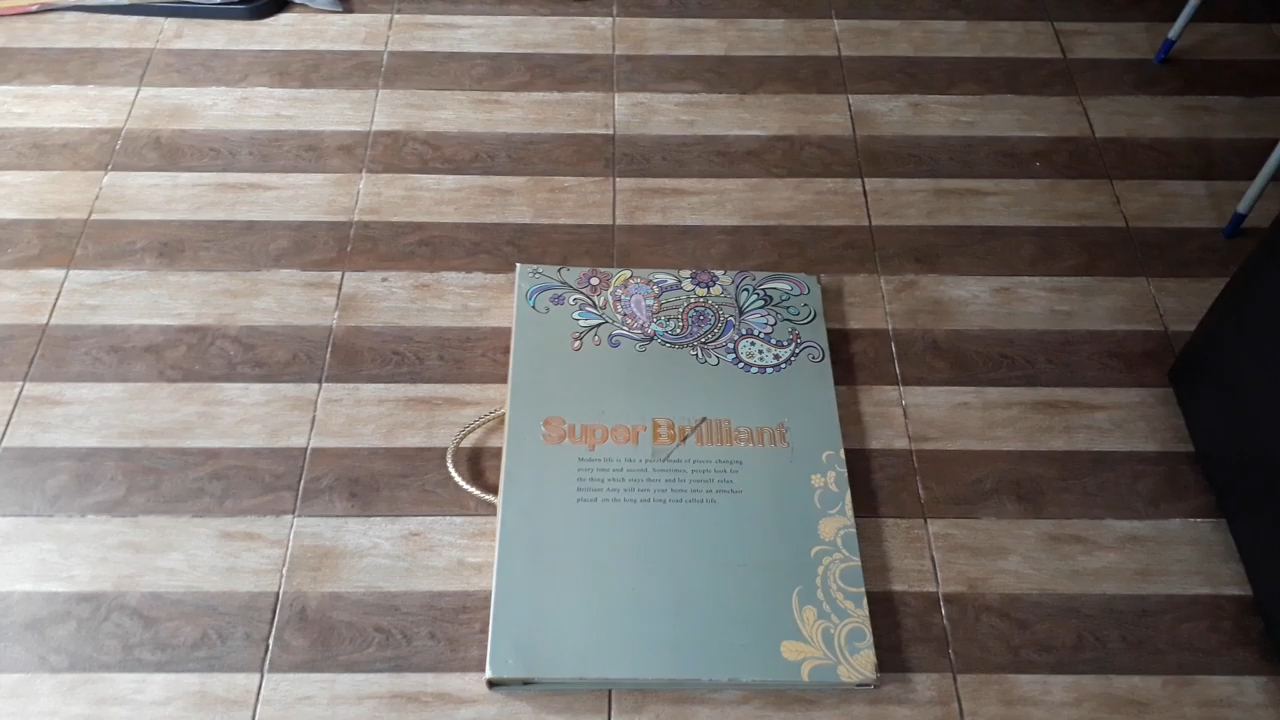 Super Brilliant
Modern life is like a puzzle made of pieces changing
every time and second. Sometimes, people look for
the thing which stays there and let yourself relax.
Brilliant Amy will turn your home into an armchair
placed on the long and long road called life.